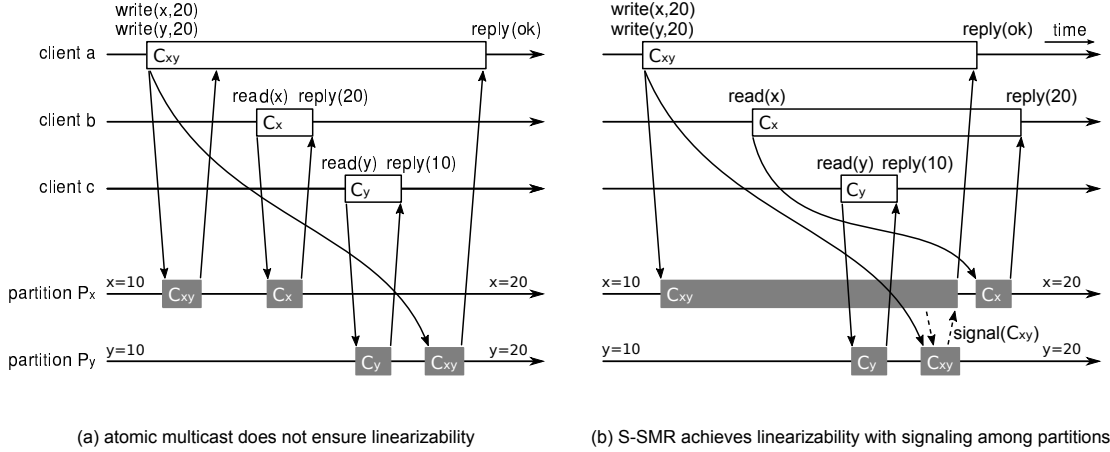 write(x,20)
write(y,20)
reply(ok)
client a
Cxy
read(x) reply(20)
client b
Cx
read(y) reply(10)
client c
Cy
x=10
x=20
partition Px
Cxy
Cx
y=10
y=20
partition Py
Cy
Cxy
(a) atomic multicast does not ensure linearizability
write(x,20)
write(y,20)
reply(ok)
time
Cxy
read(x)
reply(20)
Cx
read(y) reply(10)
Cy
x=10
x=20
Cxy
Cx
signal(Cxy)
y=10
y=20
Cy
Cxy
(b) S-SMR achieves linearizability with signaling among partitions